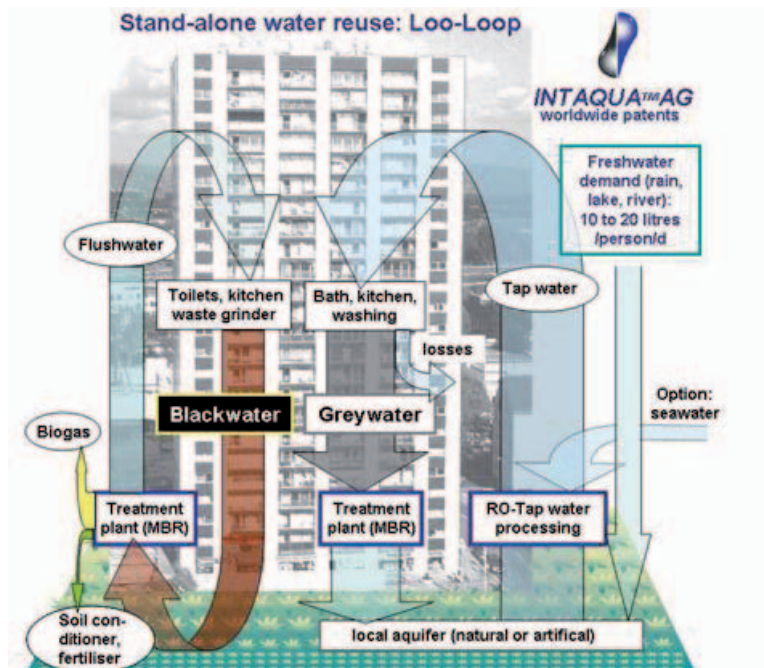 Stand-alone water reuse: Loo-Loop
INTAQUA™AG
worldwide patents
Freshwater
demand (rain,
lake, river):
10 to 20 litres
/person/d
Flushwater
Toilets, kitchen
waste grinder
Bath, kitchen,
washing
Tap water
losses
Option:
seawater
Blackwater
Greywater
Biogas
Treatment
plant (MBR)
Treatment
plant (MBR)
RO-Tap water
processing
Soil con-
ditioner,
fertiliser
local aquifer (natural or artifical)